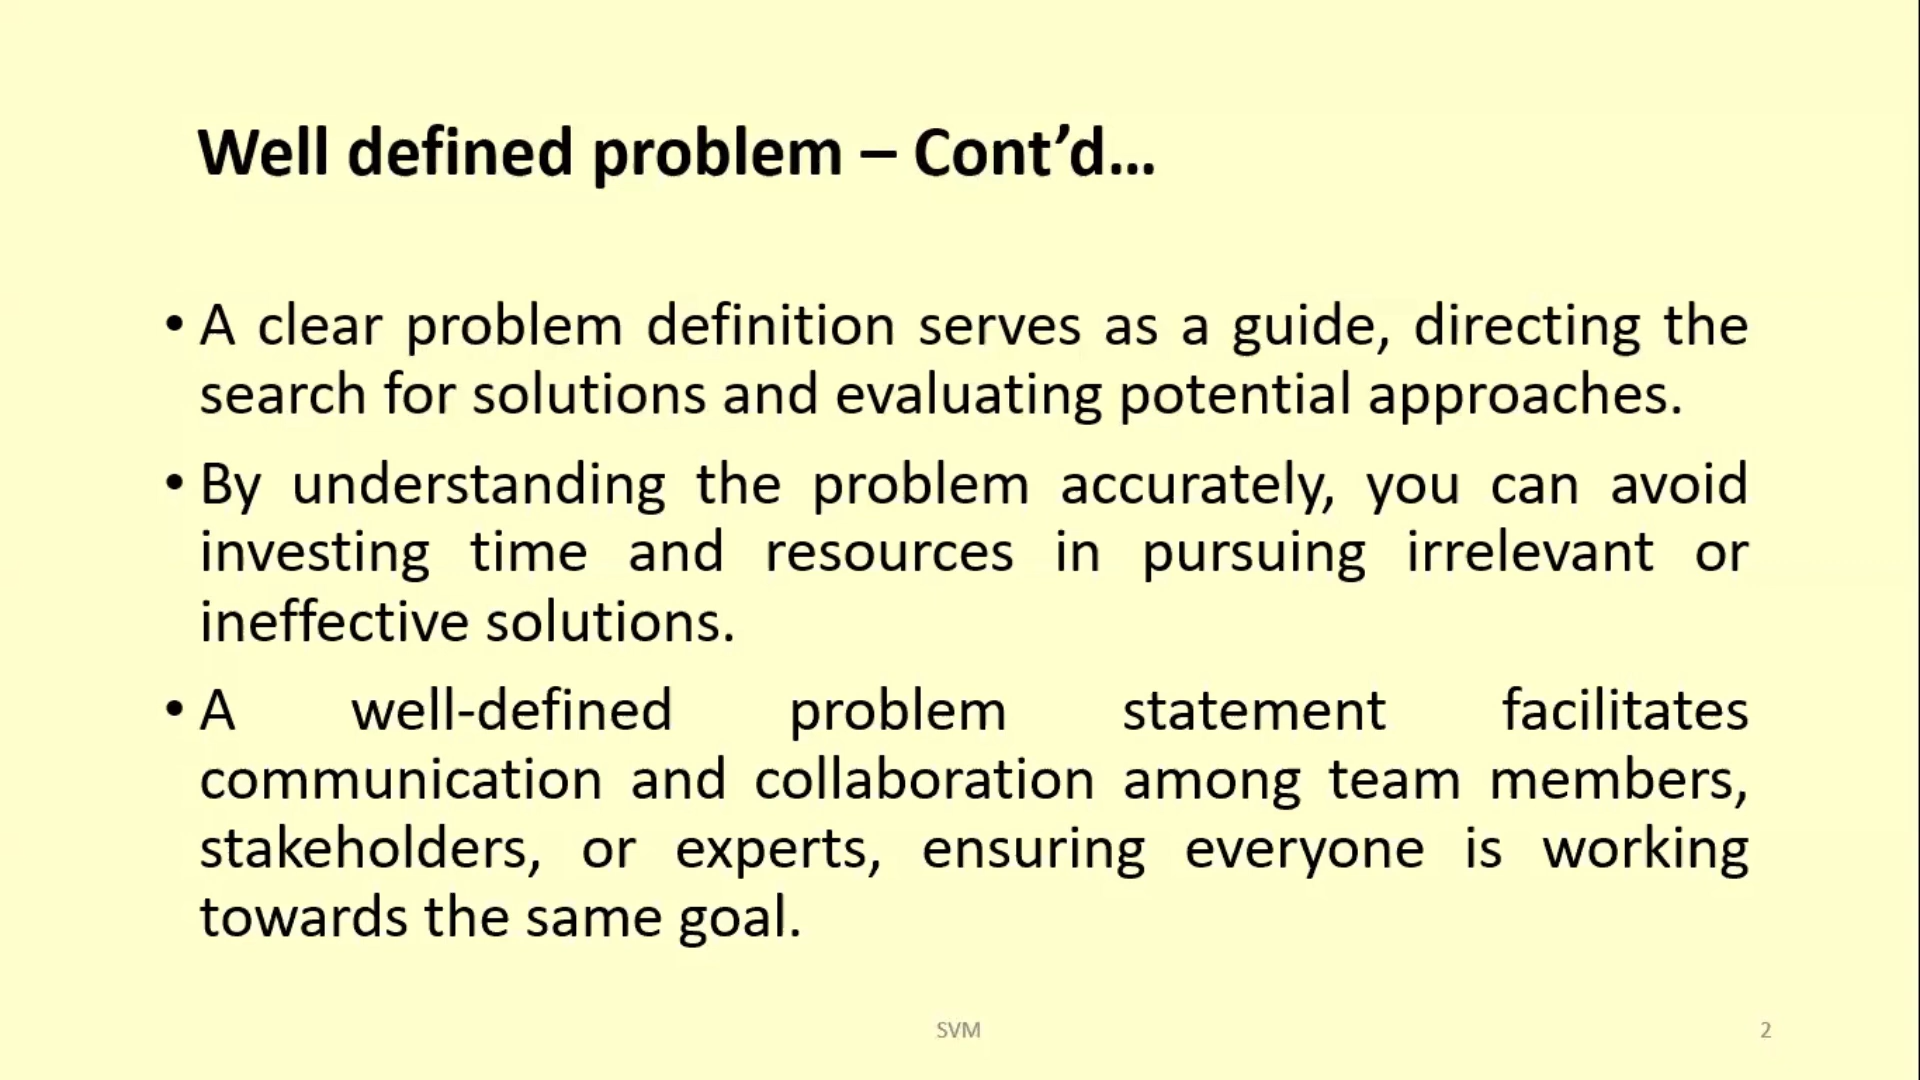 Well defined problem – Cont’d…
• A clear problem definition serves as a guide, directing the
search for solutions and evaluating potential approaches.
• By understanding the problem accurately, you can avoid
investing time and resources in pursuing irrelevant or
ineffective solutions.
• A well-defined problem statement facilitates
communication and collaboration among team members,
stakeholders, or experts, ensuring everyone is working
towards the same goal.
SVM
2